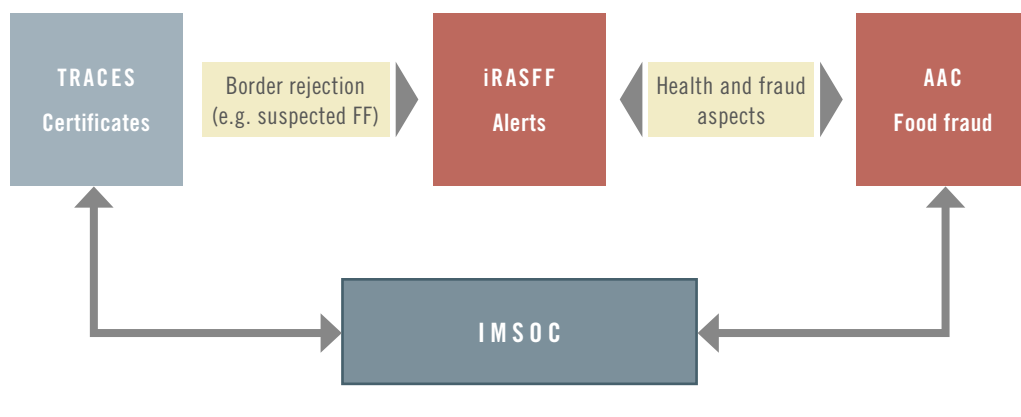 TRACES
Certificates
Border rejection
(e.g. suspected FF)
iRASFF
Alerts
Health and fraud
aspects
AAC
Food fraud
IMSOC